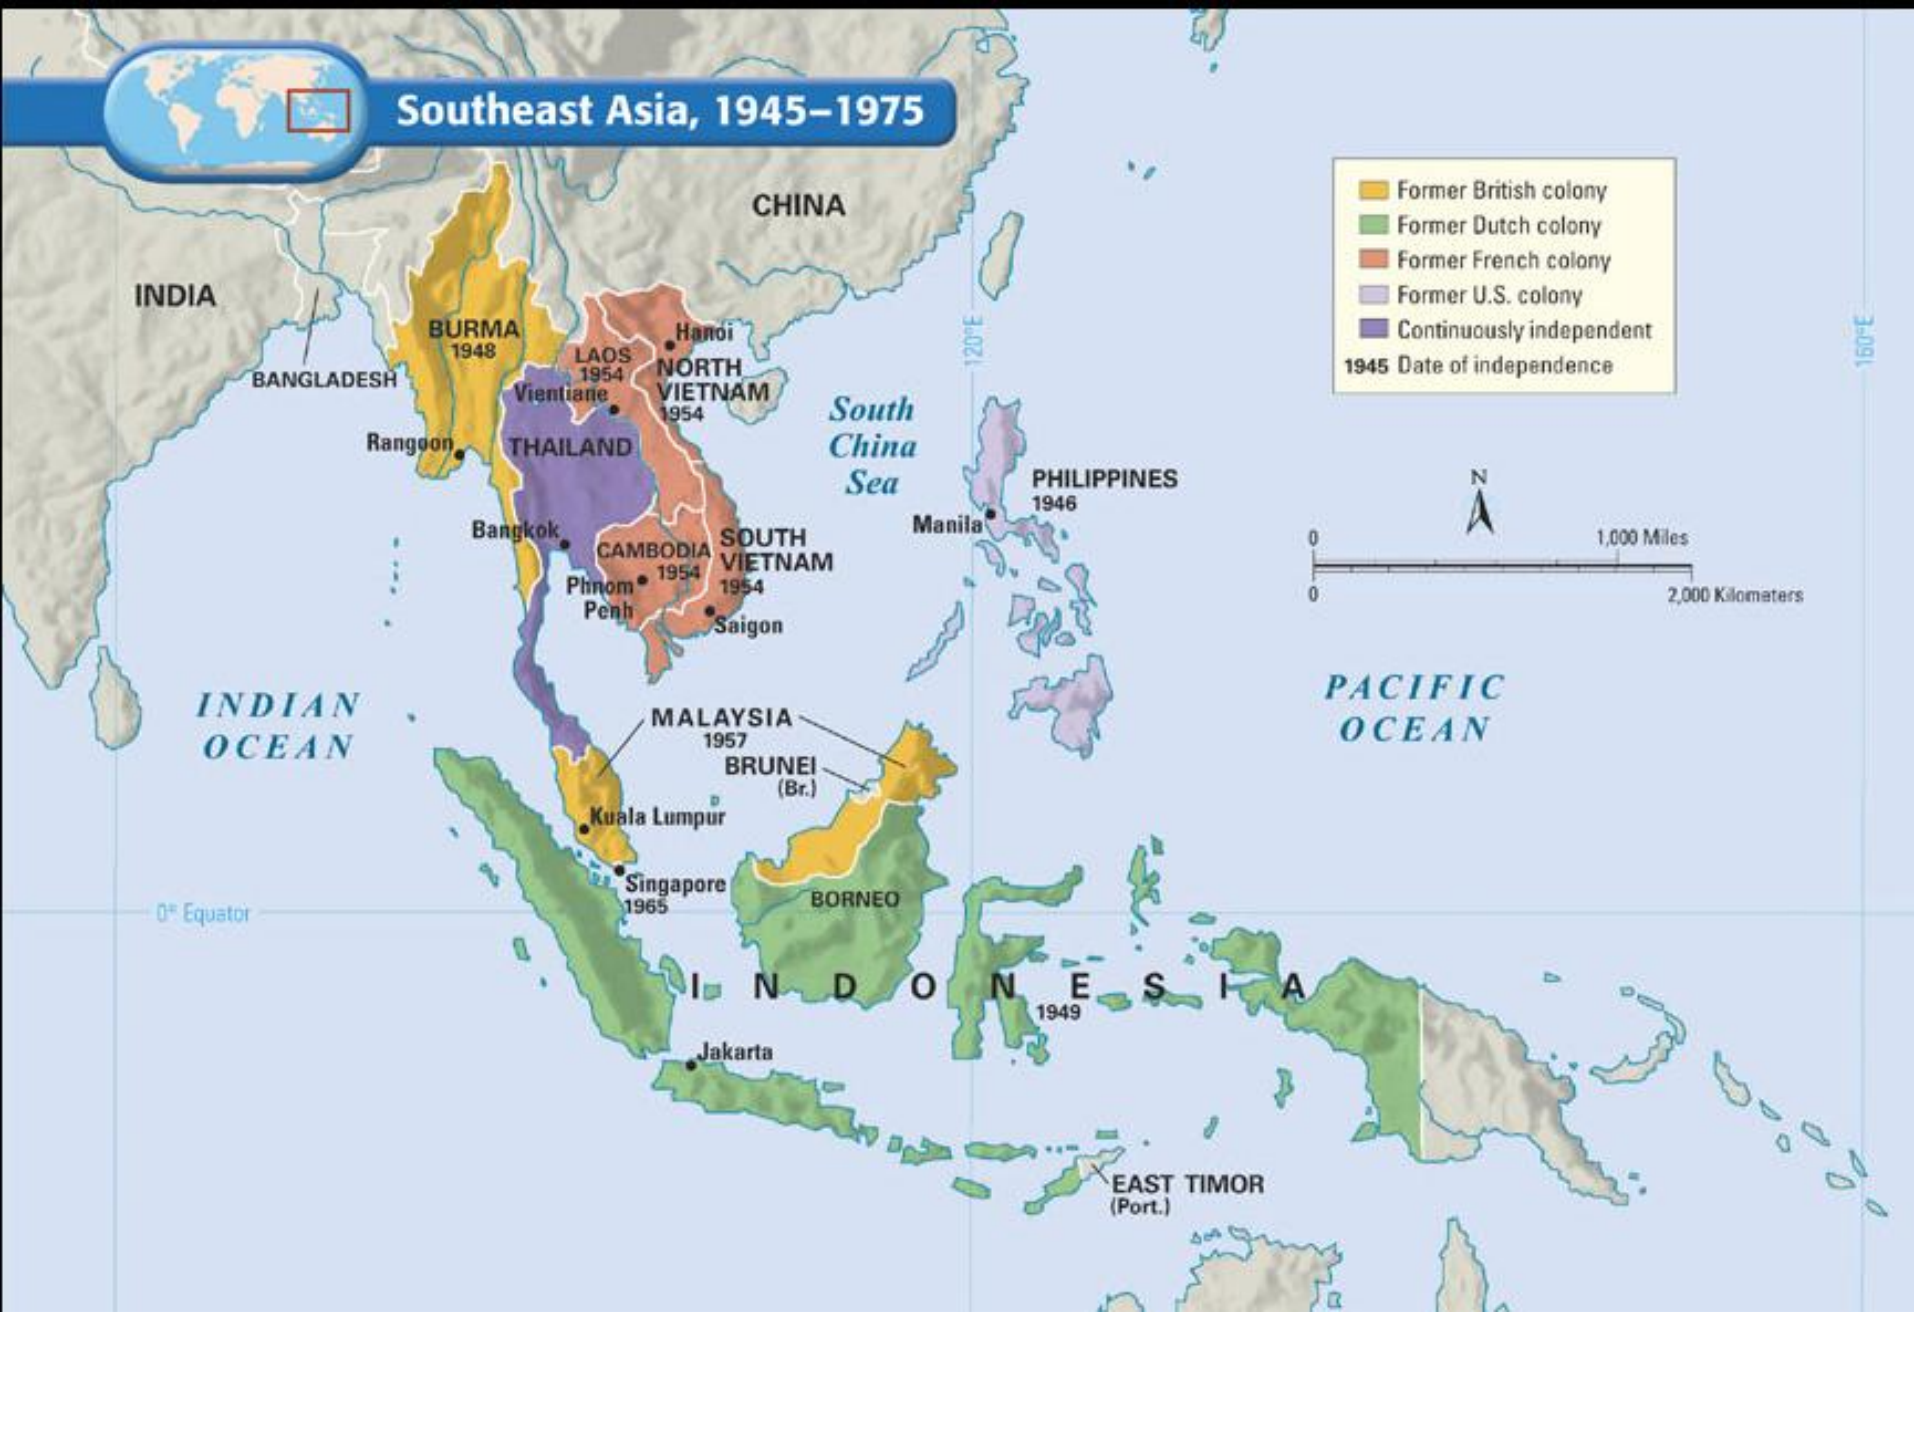 Southeast Asia, 1945–1975
Former British colony
Former Dutch colony
Former French colony
Former U.S. colony
Continuously independent
1945 Date of independence
CHINA
INDIA
BURMA
1948
BANGLADESH
Hanoi
LAOS
1954
NORTH
VIETNAM
1954
Vientiane
Rangoon
THAILAND
Bangkok
CAMBODIA
1954
Phnom
Penh
SOUTH
VIETNAM
1954
Saigon
South
China
Sea
120°E
160°E
PHILIPPINES
1946
Manila
N
0
1,000 Miles
0
2,000 Kilometers
INDIAN
OCEAN
PACIFIC
OCEAN
MALAYSIA
1957
BRUNEI
(Br.)
Kuala Lumpur
Singapore
1965
BORNEO
0° Equator
INDONESIA
1949
Jakarta
EAST TIMOR
(Port.)